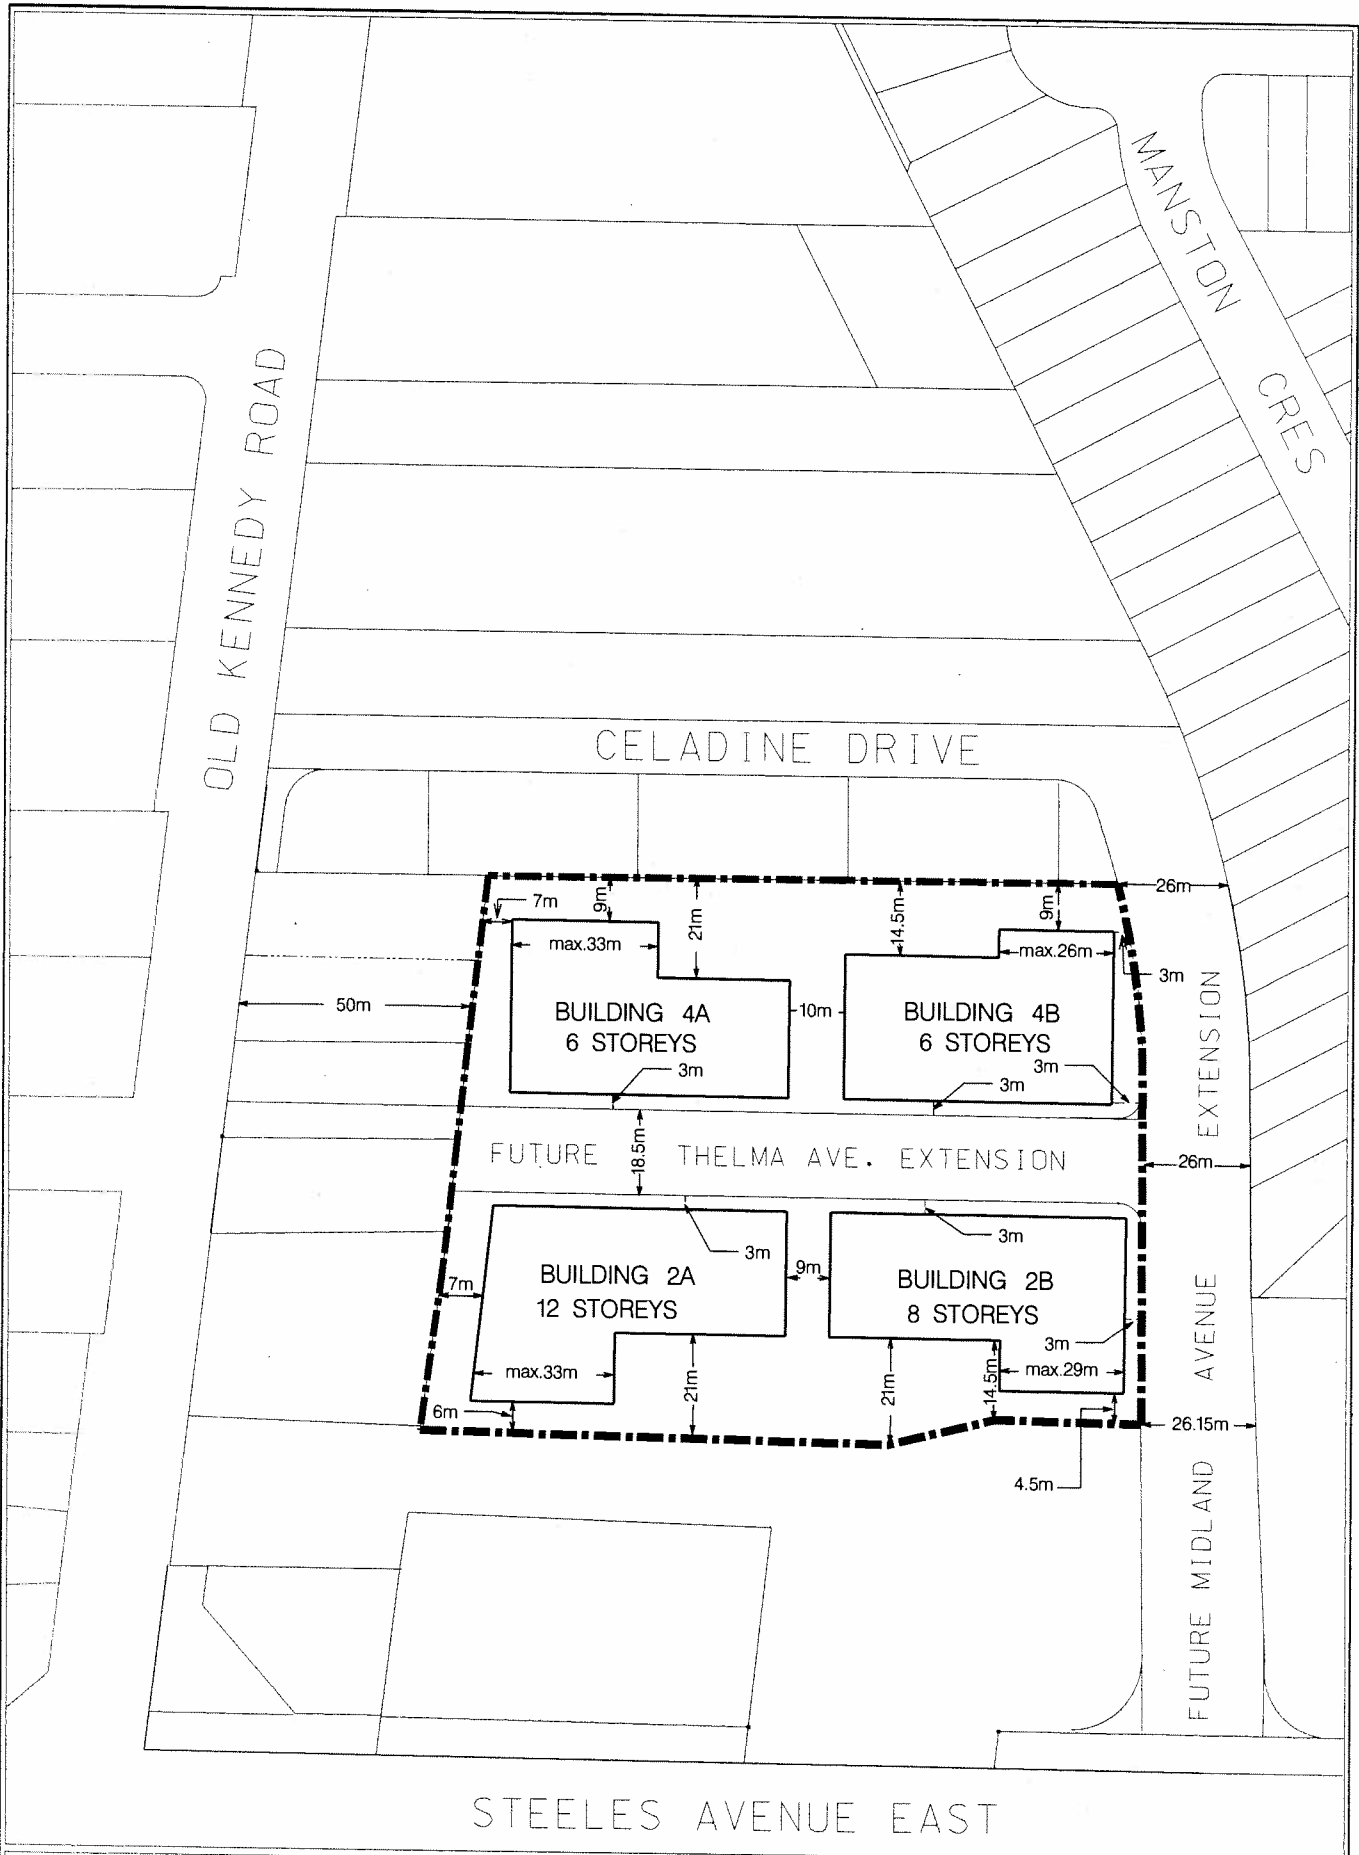 MANSTON CRES
OLD KENNEDY ROAD
CELADINE DRIVE
26m
7m
9m
21m
14.5m
9m
max.33m
max.26m
3m
50m
BUILDING 4A
6 STOREYS
10m
BUILDING 4B
6 STOREYS
3m
3m
3m
FUTURE THELMA AVE. EXTENSION
18.5m
26m
3m
3m
BUILDING 2A
12 STOREYS
9m
BUILDING 2B
8 STOREYS
7m
3m
max.33m
21m
21m
14.5m
max.29m
6m
26.15m
4.5m
FUTURE MIDLAND AVENUE EXTENSION
STEELES AVENUE EAST